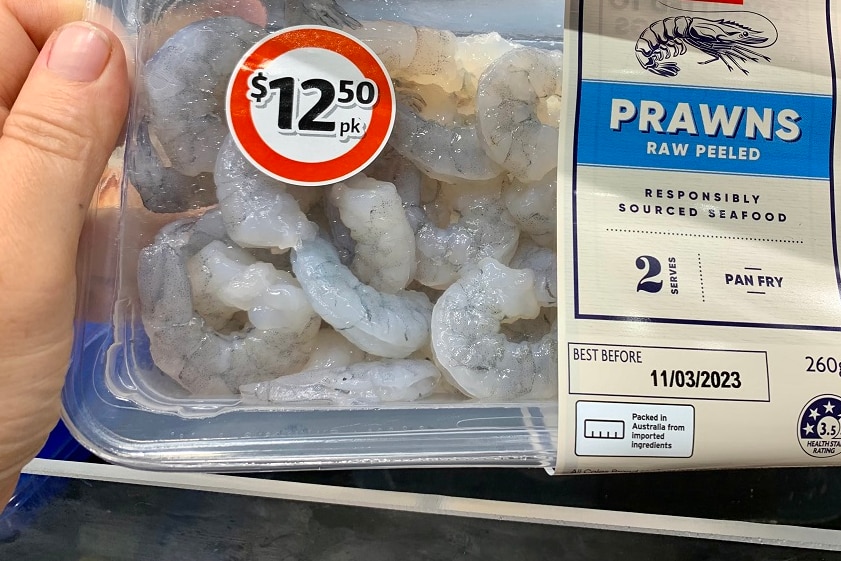 $12.50
pk
PRAWNS
RAW PEELED
RESPONSIBLY
SOURCED SEAFOOD
2 SERVES
PAN FRY
BEST BEFORE
11/03/2023
260g
Packed in
Australia from
imported
ingredients
3.5
HEALTH STAR
RATING